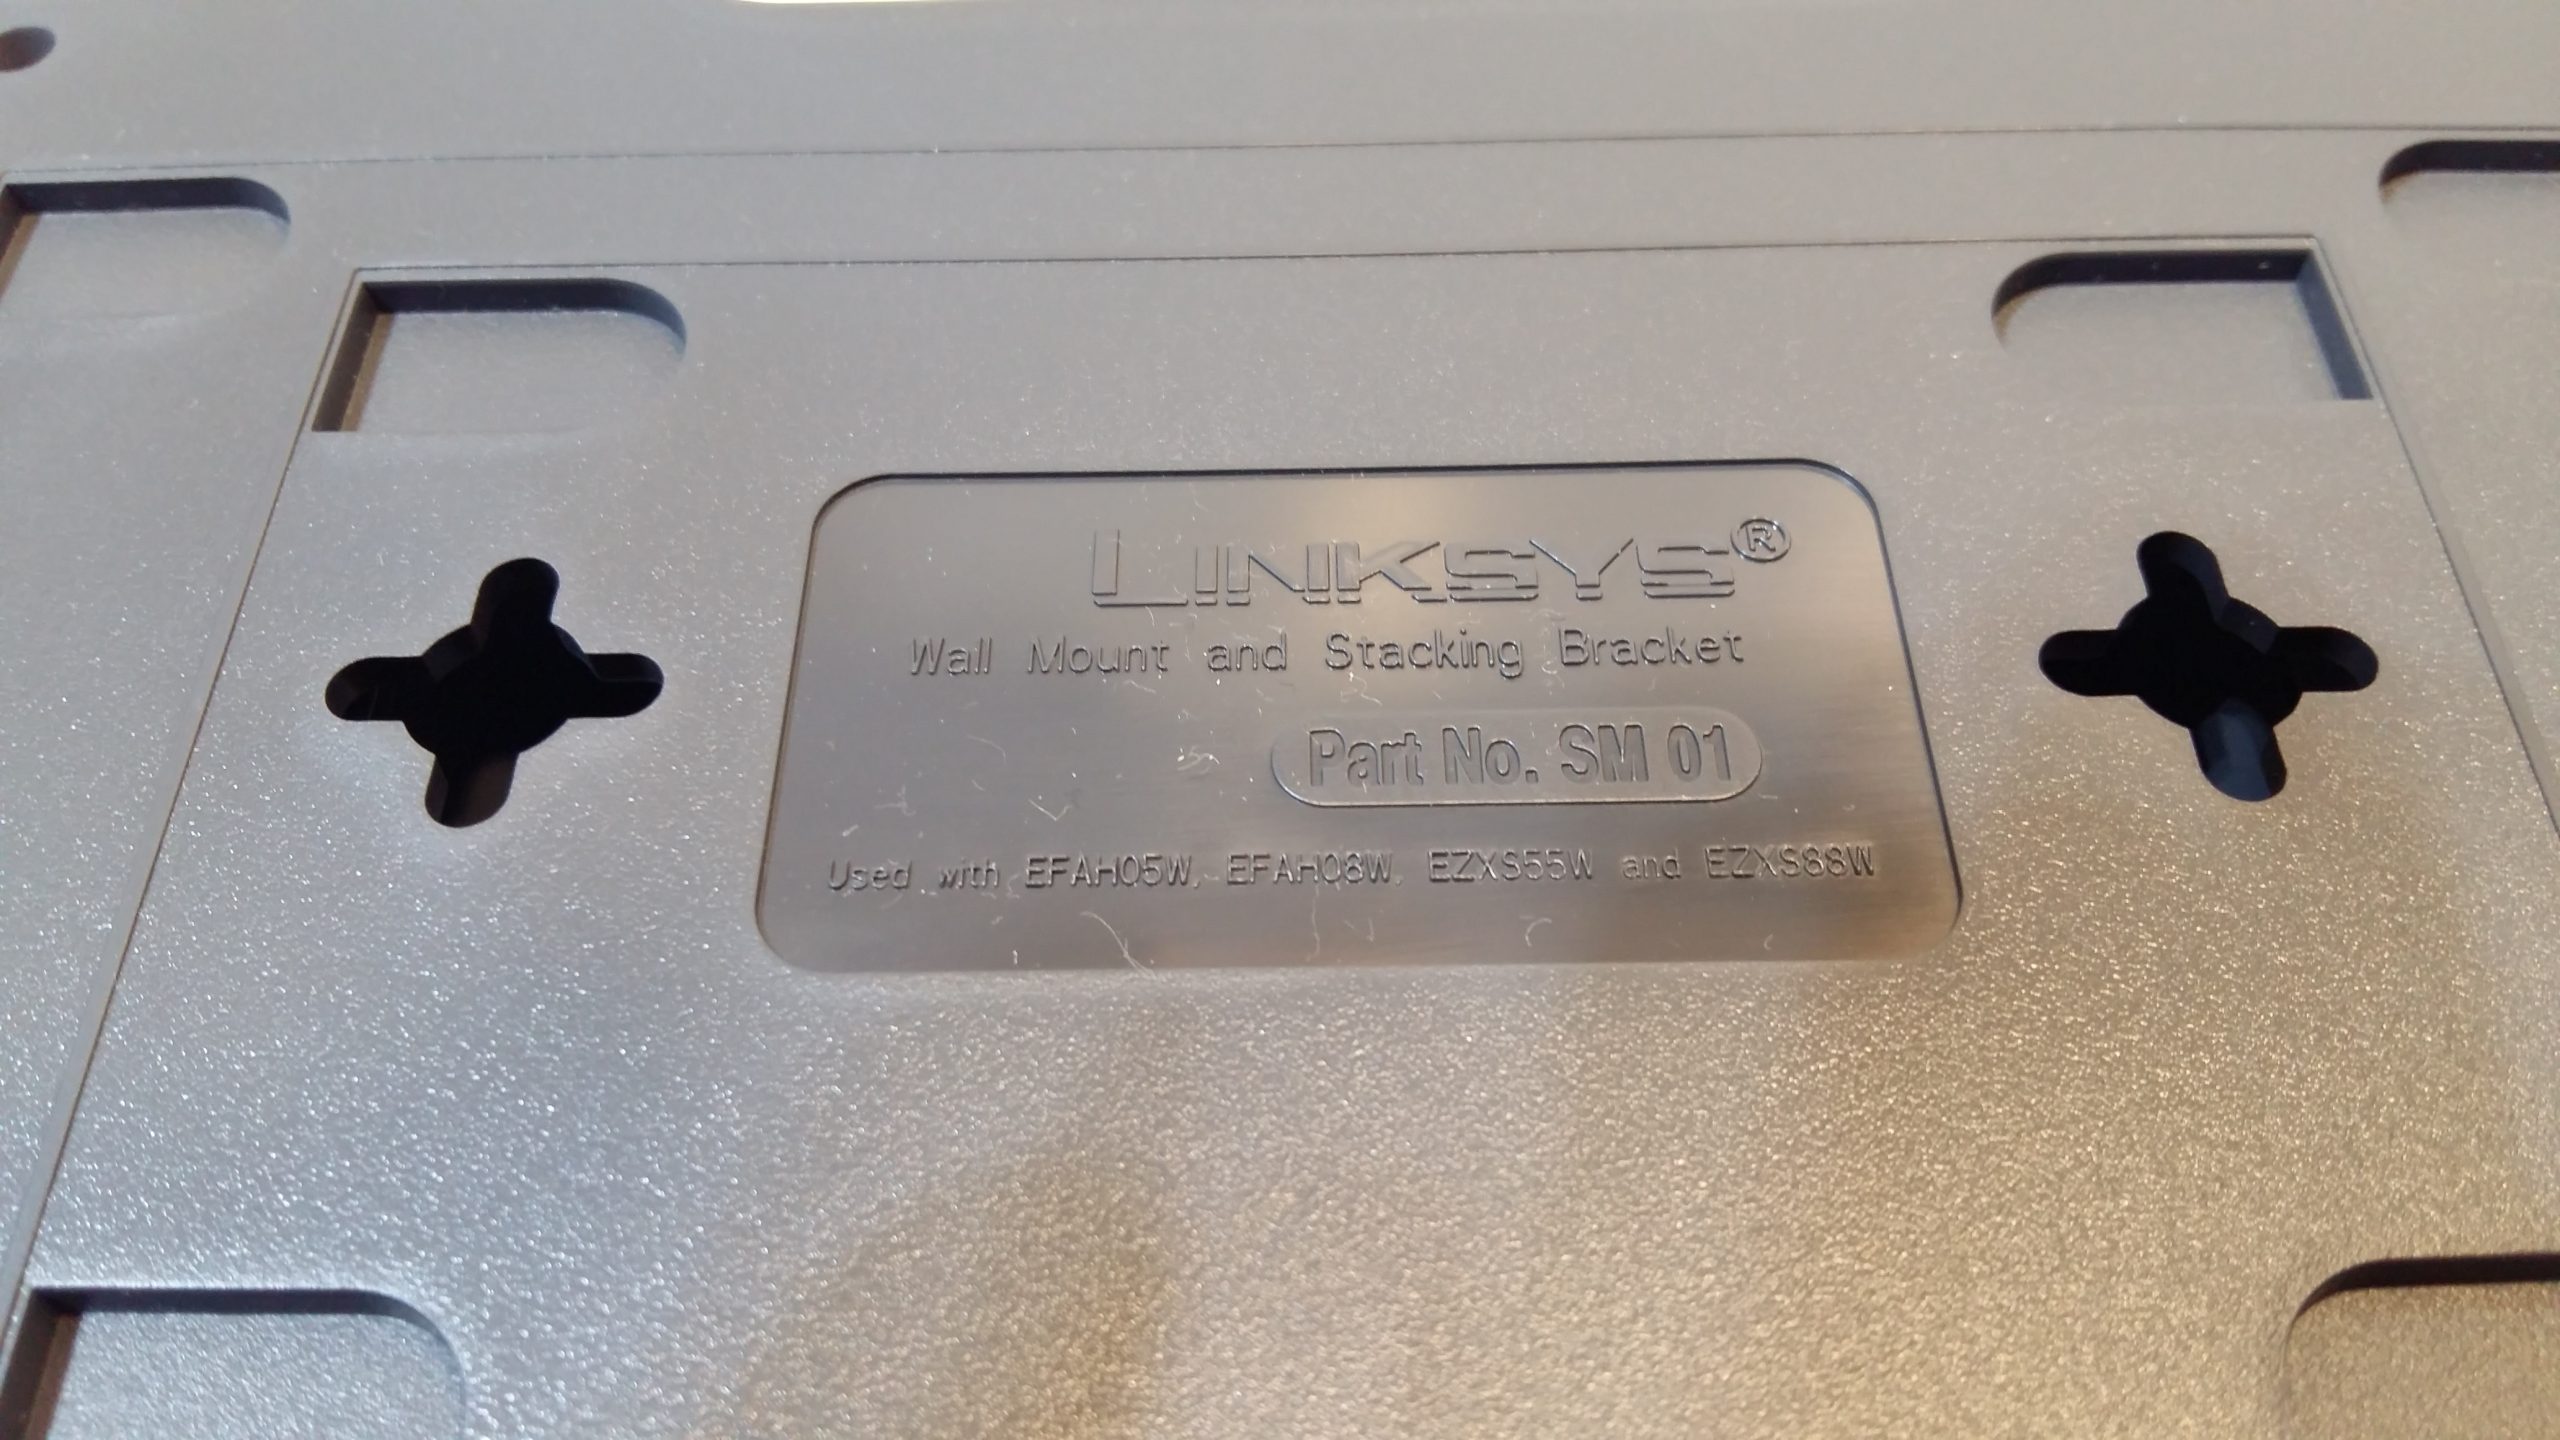 LINKSYS®
Wall Mount and Stacking Bracket
Part No. SM 01
Used with EFAH05W, EFAH08W, EZXS55W and EZXS88W